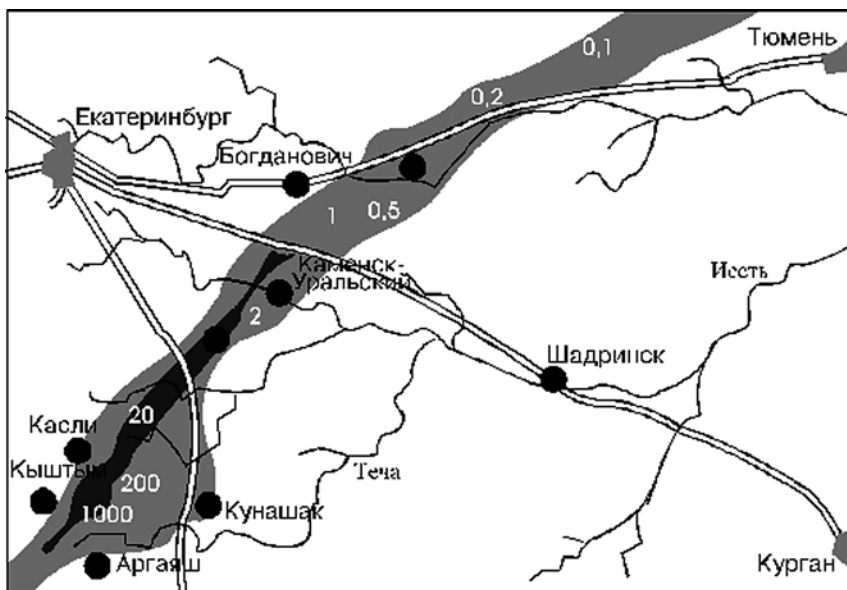 0,1
Тюмень
0,2
Екатеринбург
Богданович
1
0,5
Каменск-
Уральский
Иссть
2
Шадринск
20
Касли
Кыштым
200
Теча
1000
Кунашак
Аргаяш
Курган